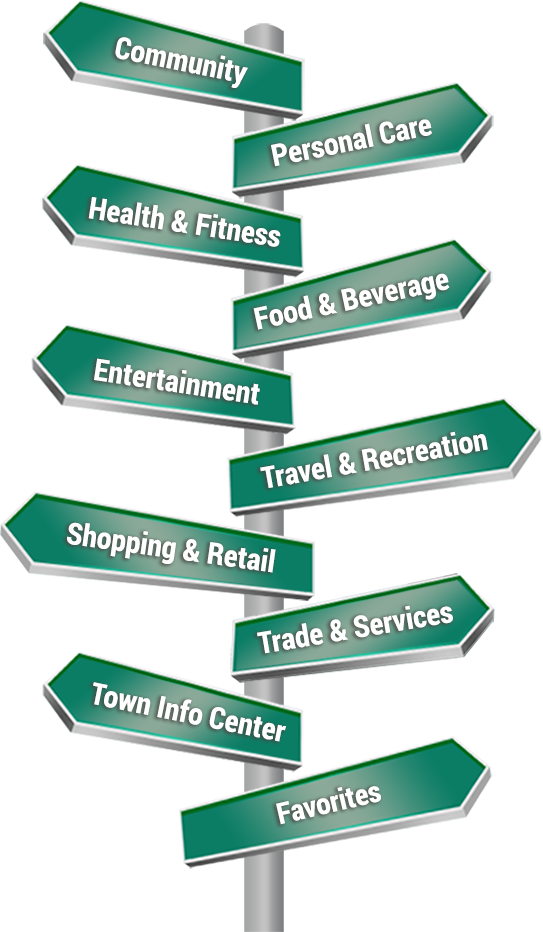 Community
Personal Care
Health & Fitness
Food & Beverage
Entertainment
Travel & Recreation
Shopping & Retail
Trade & Services
Town Info Center
Favorites